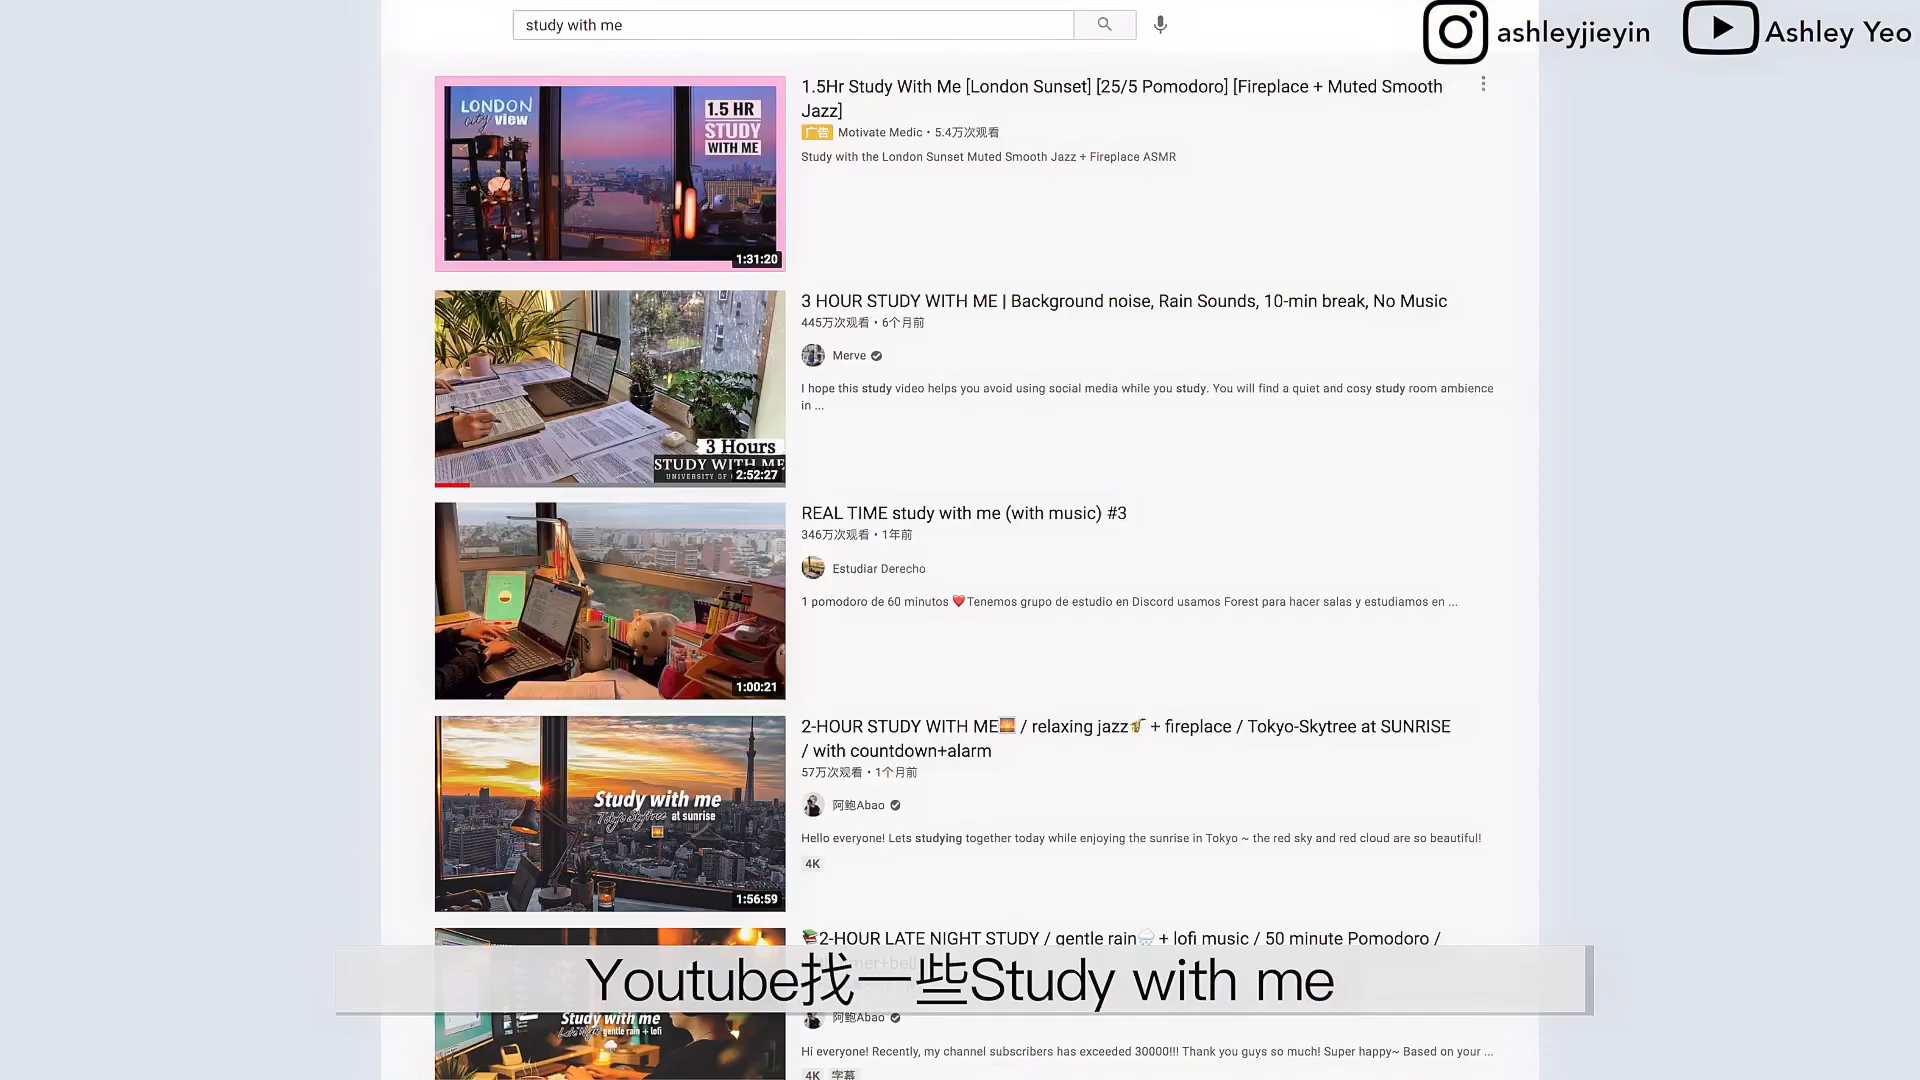 study with me
ashleyjieyin
Ashley Yeo
LONDON
city view
1.5 HR
STUDY
WITH ME
1:31:20
1.5Hr Study With Me [London Sunset] [25/5 Pomodoro] [Fireplace + Muted Smooth
Jazz]
广告 Motivate Medic • 5.4万次观看
Study with the London Sunset Muted Smooth Jazz + Fireplace ASMR
3 Hours
STUDY WITH ME
UNIVERSITY OF
2:52:27
3 HOUR STUDY WITH ME | Background noise, Rain Sounds, 10-min break, No Music
445万次观看 • 6个月前
Merve
I hope this study video helps you avoid using social media while you study. You will find a quiet and cosy study room ambience
in ...
1:00:21
REAL TIME study with me (with music) #3
346万次观看 • 1年前
Estudiar Derecho
1 pomodoro de 60 minutos ❤️Tenemos grupo de estudio en Discord usamos Forest para hacer salas y estudiamos en ...
Study with me
Tokyo Skytree at sunrise
1:56:59
2-HOUR STUDY WITH ME🌅 / relaxing jazz🎷 + fireplace / Tokyo-Skytree at SUNRISE
/ with countdown+alarm
57万次观看 • 1个月前
阿鲍Abao
Hello everyone! Lets studying together today while enjoying the sunrise in Tokyo ~ the red sky and red cloud are so beautiful!
4K
📚2-HOUR LATE NIGHT STUDY / gentle rain🌧️ + lofi music / 50 minute Pomodoro /
Youtube找一些Study with me
Study with me
Late Night gentle rain + lofi
阿鲍Abao
Hi everyone! Recently, my channel subscribers has exceeded 30000!!! Thank you guys so much! Super happy~ Based on your ...
4K 字幕